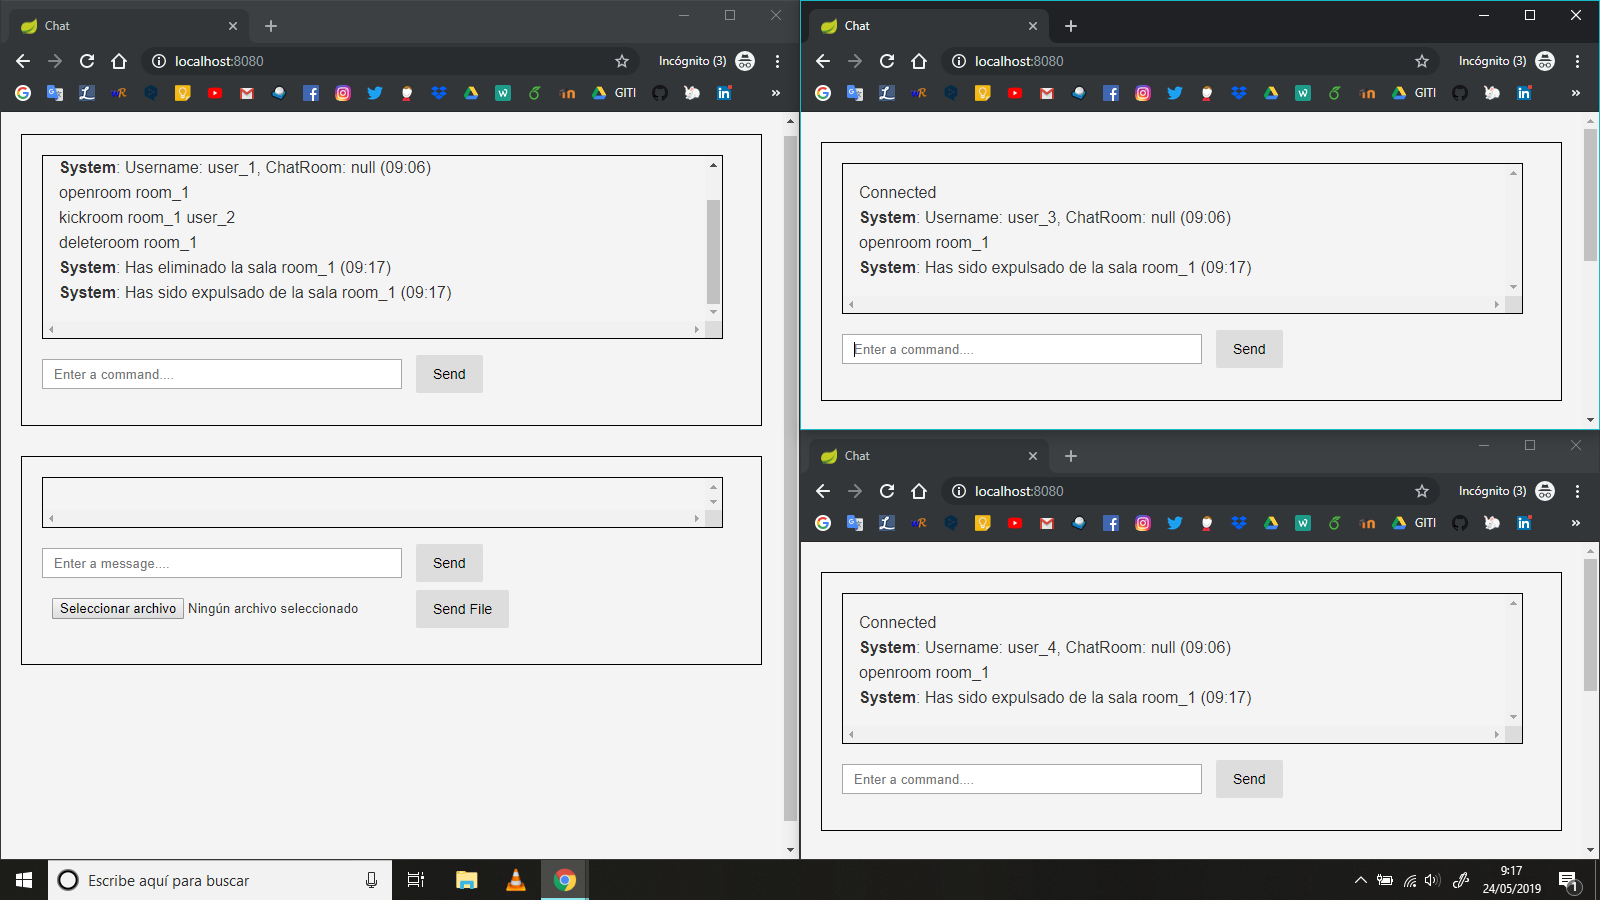 Chat
localhost:8080
Incógnito (3)
GITI
»
System: Username: user_1, ChatRoom: null (09:06)
openroom room_1
kickroom room_1 user_2
deleteroom room_1
System: Has eliminado la sala room_1 (09:17)
System: Has sido expulsado de la sala room_1 (09:17)
Enter a command....
Send
Enter a message....
Send
Seleccionar archivo Ningún archivo seleccionado
Send File
Chat
localhost:8080
Incógnito (3)
GITI
»
Connected
System: Username: user_3, ChatRoom: null (09:06)
openroom room_1
System: Has sido expulsado de la sala room_1 (09:17)
Enter a command....
Send
Chat
localhost:8080
Incógnito (3)
GITI
»
Connected
System: Username: user_4, ChatRoom: null (09:06)
openroom room_1
System: Has sido expulsado de la sala room_1 (09:17)
Enter a command....
Send
Escribe aquí para buscar
9:17
24/05/2019
1